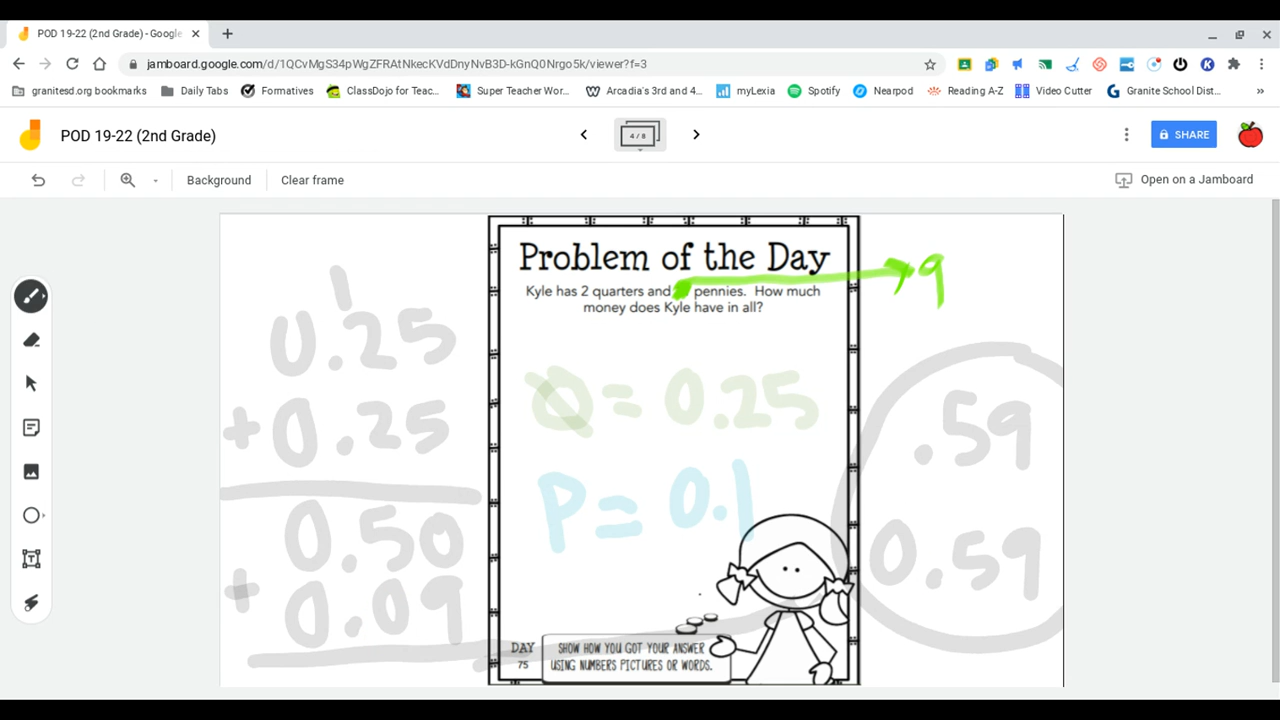 POD 19-22 (2nd Grade) - Google
jamboard.google.com/d/1QCvMgS34pWgZFRAtNkecKVdDnyNvB3D-kGnQ0Nrgo5k/viewer?f=3
granitesd.org bookmarks Daily Tabs Formatives ClassDojo for Teac... Super Teacher Wor... Arcadia's 3rd and 4... myLexia Spotify Nearpod Reading A-Z Video Cutter Granite School Dist... »
POD 19-22 (2nd Grade)
4 / 8
SHARE
Background Clear frame
Open on a Jamboard
Problem of the Day
Kyle has 2 quarters and pennies. How much
money does Kyle have in all?
9
1
0.25
+0.25
0.50
+0.09
Q = 0.25
P = 0.1
.59
0.59
DAY
75
SHOW HOW YOU GOT YOUR ANSWER
USING NUMBERS PICTURES OR WORDS.